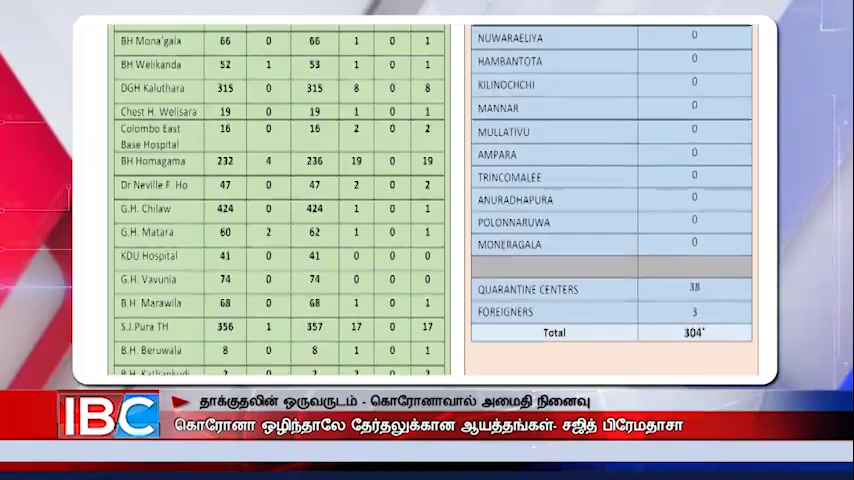 BH Mona'gala 66 0 66 1 0 1
BH Welikanda 52 1 53 1 0 1
DGH Kaluthara 315 0 315 8 0 8
Chest H. Welisara 19 0 19 1 0 1
Colombo East
Base Hospital 16 0 16 2 0 2
BH Homagama 232 4 236 19 0 19
Dr Neville F. Ho 47 0 47 2 0 2
G.H. Chilaw 424 0 424 1 0 1
G.H. Matara 60 2 62 1 0 1
KDU Hospital 41 0 41 0 0 0
G.H. Vavunia 74 0 74 0 0 0
B.H. Marawila 68 0 68 1 0 1
S.J.Pura TH 356 1 357 17 0 17
B.H. Beruwala 8 0 8 1 0 1
NUWARAELIYA 0
HAMBANTOTA 0
KILINOCHCHI 0
MANNAR 0
MULLATIVU 0
AMPARA 0
TRINCOMALEE 0
ANURADHAPURA 0
POLONNARUWA 0
MONERAGALA 0
QUARANTINE CENTERS 38
FOREIGNERS 3
Total 304*
IBC
தாக்குதலின் ஒருவருடம் - கொரோனாவால் அமைதி நினைவு
கொரோனா ஒழிந்தாலே தேர்தலுக்கான ஆயத்தங்கள்- சஜித் பிரேமதாசா